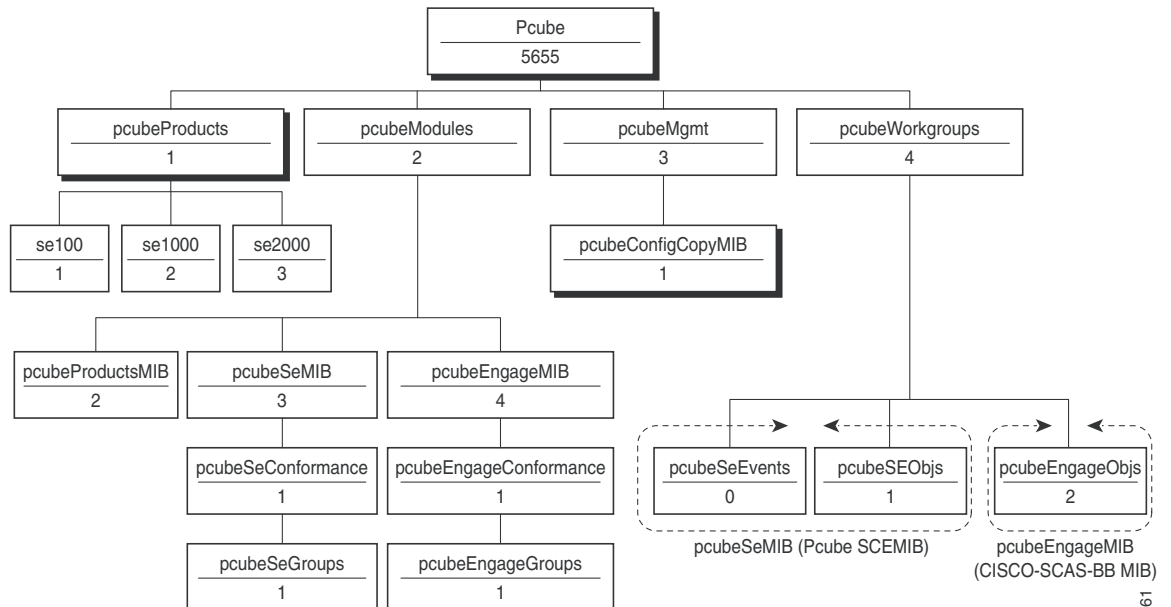 Pcube
5655
pcubeProducts
1
pcubeModules
2
pcubeMgmt
3
pcubeWorkgroups
4
se100
1
se1000
2
se2000
3
pcubeConfigCopyMIB
1
pcubeProductsMIB
2
pcubeSeMIB
3
pcubeEngageMIB
4
pcubeSeConformance
1
pcubeEngageConformance
1
pcubeSeGroups
1
pcubeEngageGroups
1
pcubeSeEvents
0
pcubeSEObjs
1
pcubeEngageObjs
2
pcubeSeMIB (Pcube SCEMIB)
pcubeEngageMIB
(CISCO-SCAS-BB MIB)
61